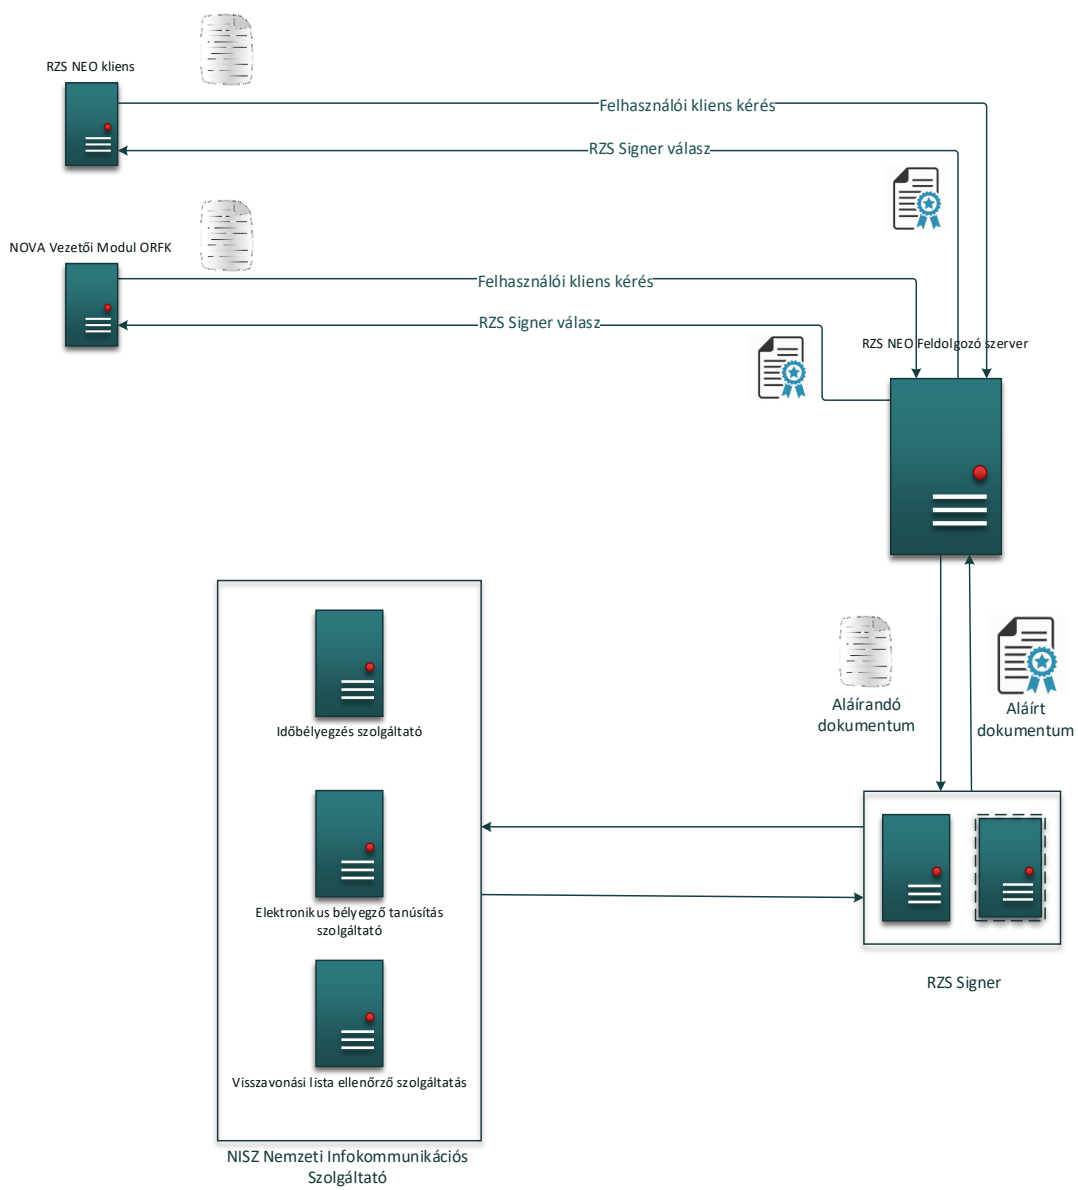 RZS NEO kliens
Felhasználói kliens kérés
RZS Signer válasz
NOVA Vezetői Modul ORFK
Felhasználói kliens kérés
RZS Signer válasz
RZS NEO Feldolgozó szerver
Aláírandó
dokumentum
Aláírt
dokumentum
Időbélyegzés szolgáltató
Elektronikus bélyegző tanúsítás
szolgáltató
Visszavonási lista ellenőrző szolgáltatás
RZS Signer
NISZ Nemzeti Infokommunikációs
Szolgáltató